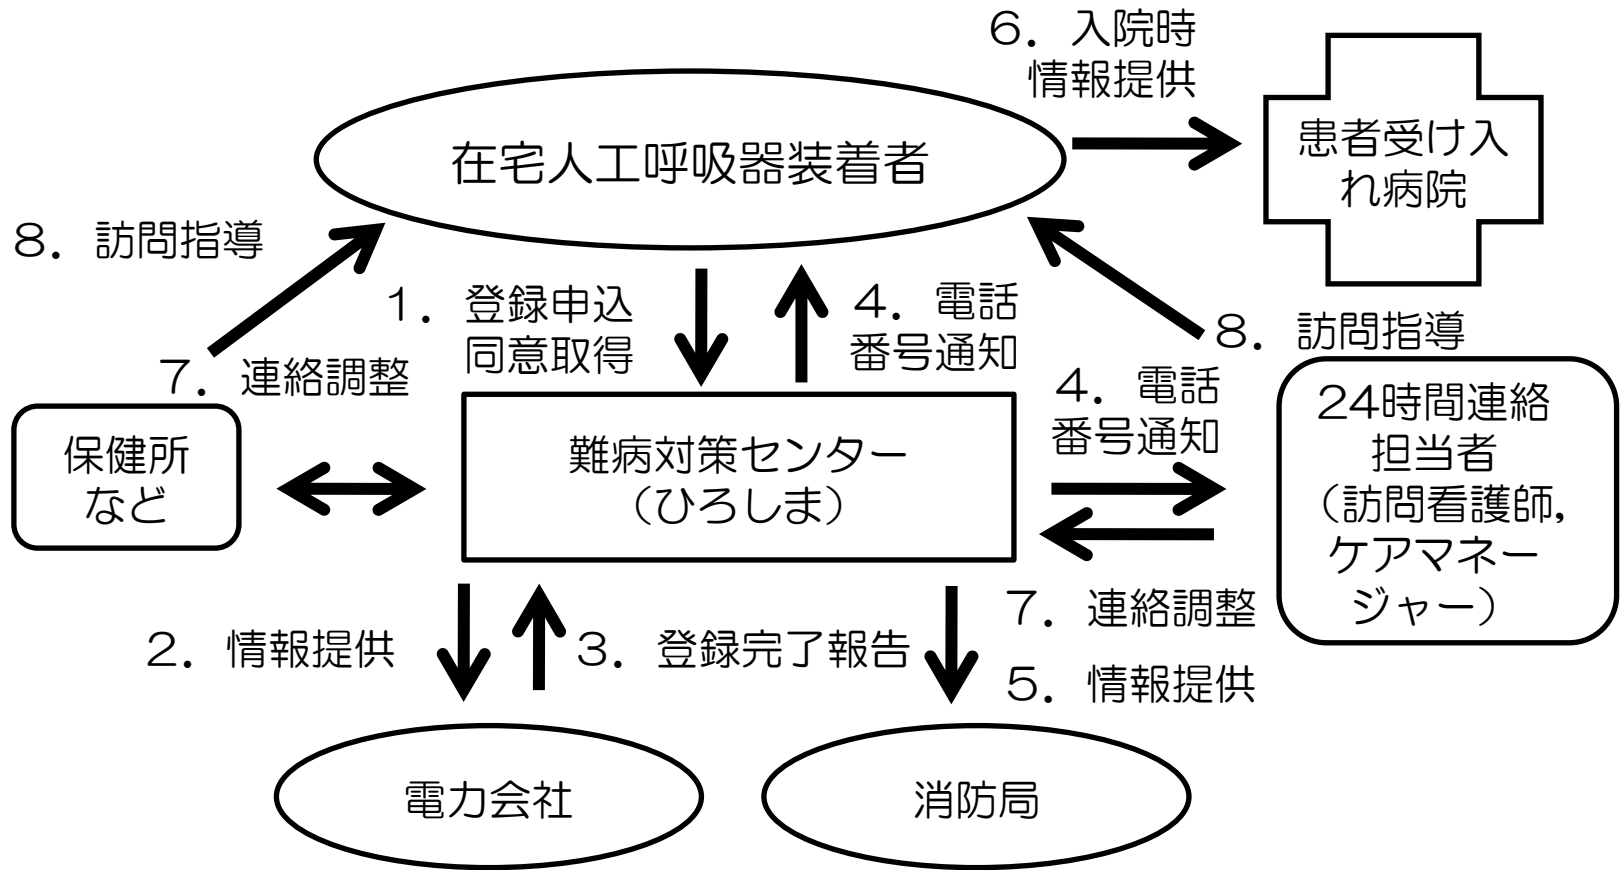 6. 入院時
情報提供
患者受け入
れ病院
在宅人工呼吸器装着者
8. 訪問指導
1. 登録申込
同意取得
4. 電話
番号通知
8. 訪問指導
7. 連絡調整
4. 電話
番号通知
保健所
など
難病対策センター
(ひろしま)
24時間連絡
担当者
(訪問看護師,
ケアマネー
ジャー)
2. 情報提供
3. 登録完了報告
7. 連絡調整
5. 情報提供
電力会社
消防局